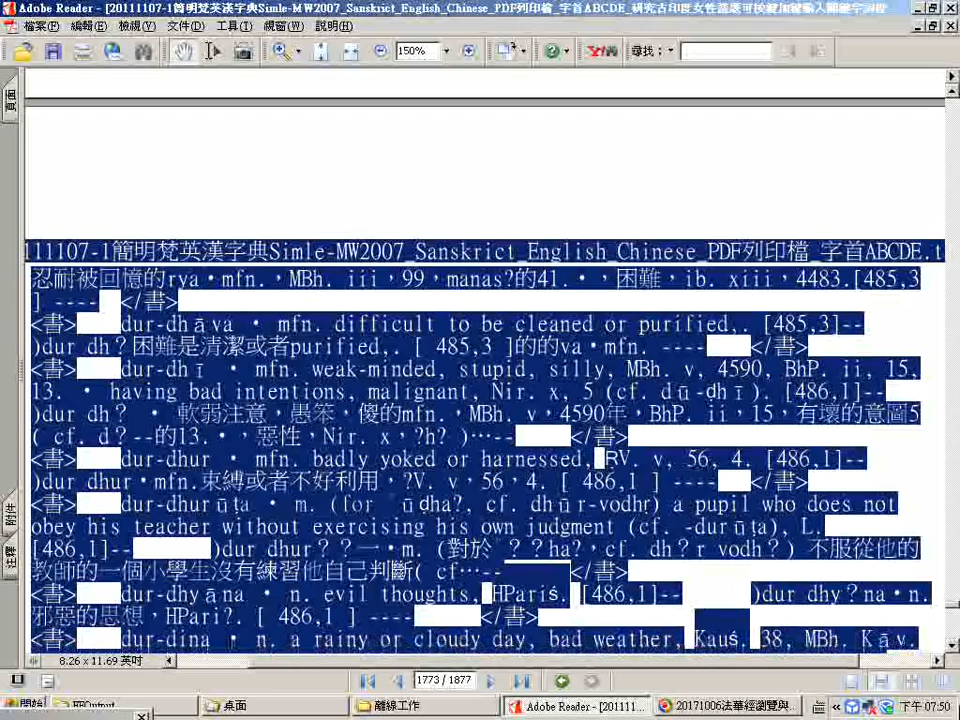 Adobe Reader - [20111107-1簡明梵英漢字典Simle-MW2007_Sanskrict_English_Chinese_PDF列印檔_字首ABCDE_研究古印度女性
檔案(F) 編輯(E) 檢視(V) 文件(D) 工具(T) 視窗(W) 說明(H)
150% 尋找:
頁面
111107-1簡明梵英漢字典Simle-MW2007_Sanskrict_English_Chinese_PDF列印檔_字首ABCDE.t
忍耐被回憶的rya‧mfn.,MBh. iii, 99, manas?的41.‧,困難,ib. xiii, 4483.[485,3
] ---- </書>
<書> dur-dhāva ‧ mfn. difficult to be cleaned or purified,. [485,3]--
)dur dh?困難是清潔或者purified,. [ 485,3 ]的的va‧mfn. ---- </書>
<書> dur-dhī ‧ mfn. weak-minded, stupid, silly, MBh. v, 4590, BhP. ii, 15,
13. ‧ having bad intentions, malignant, Nir. x, 5 (cf. dū-ḍhī). [486,1]--
)dur dh? ‧ 軟弱注意,愚笨,傻的mfn.,MBh. v,4590年,BhP. ii,15,有壞的意圖5
( cf. d?--的13.‧,惡性,Nir. x,?h? )…-- </書>
<書> dur-dhur ‧ mfn. badly yoked or harnessed, RV. v, 56, 4. [486,1]--
)dur dhur‧mfn.束縛或者不好利用,?V. v,56,4. [ 486,1 ] ---- </書>
<書> dur-dhurūṭa ‧ m. (for ūḍha?, cf. dhūr-voḍhṛ) a pupil who does not
obey his teacher without exercising his own judgment (cf. -durūṭa), L.
[486,1]-- )dur dhur??一‧m. (對於 ??ha?,cf. dh?r vodh?) 不服從他的
教師的一個小學生沒有練習他自己判斷( cf…-- </書>
<書> dur-dhyāna ‧ n. evil thoughts, HPariś. [486,1]-- )dur dhy?na‧n.
邪惡的思想,HPari?. [ 486,1 ] ---- </書>
<書> dur-dina ‧ n. a rainy or cloudy day, bad weather, Kauś. 38, MBh. Kāv.
附件
注釋
8.26 x 11.69 英吋
1773 / 1877
開始 FFOutput 桌面 離線工作 Adobe Reader - [201111... 20171006法華經瀏覽與... 下午 07:50